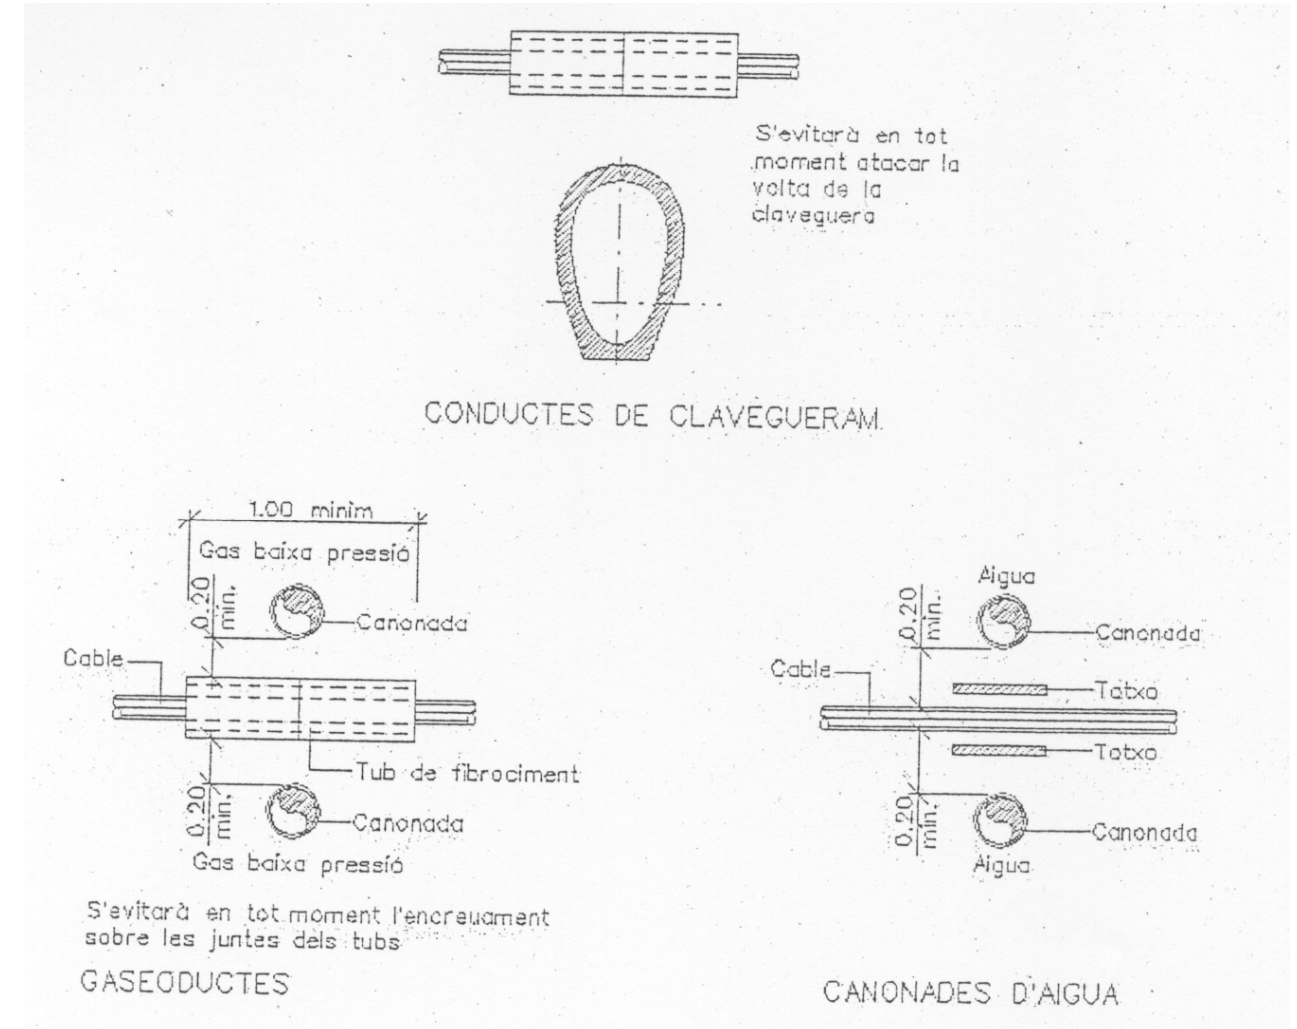 S'evitarà en tot
moment atacar la
volta de la
claveguera
CONDUCTES DE CLAVEGUERAM.
1.00 minim
Gas baixa pressió
0.20
min.
Canonada
Cable
Tub de fibrociment
0.20
min.
Canonada
Gas baixa pressió
S'evitarà en tot moment l'encreuament
sobre les juntes dels tubs
GASEODUCTES
Aigua
0.20
min.
Canonada
Cable
Totxo
Totxo
0.20
min.
Canonada
Aigua
CANONADES D'AIGUA